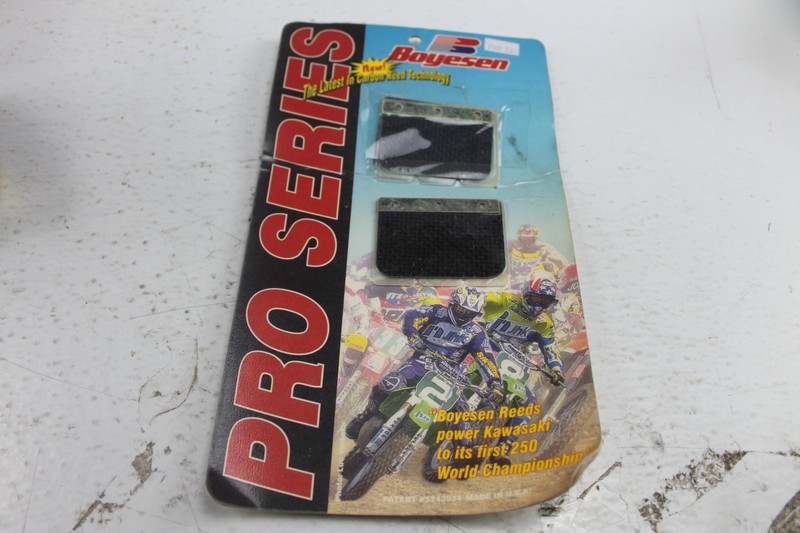 Boyesen
New!
The Latest in Carbon Reed Technology
PRO SERIES
2
"Boyesen Reeds
power Kawasaki
to its first 250
World Championship"
MADE IN U.S.A.